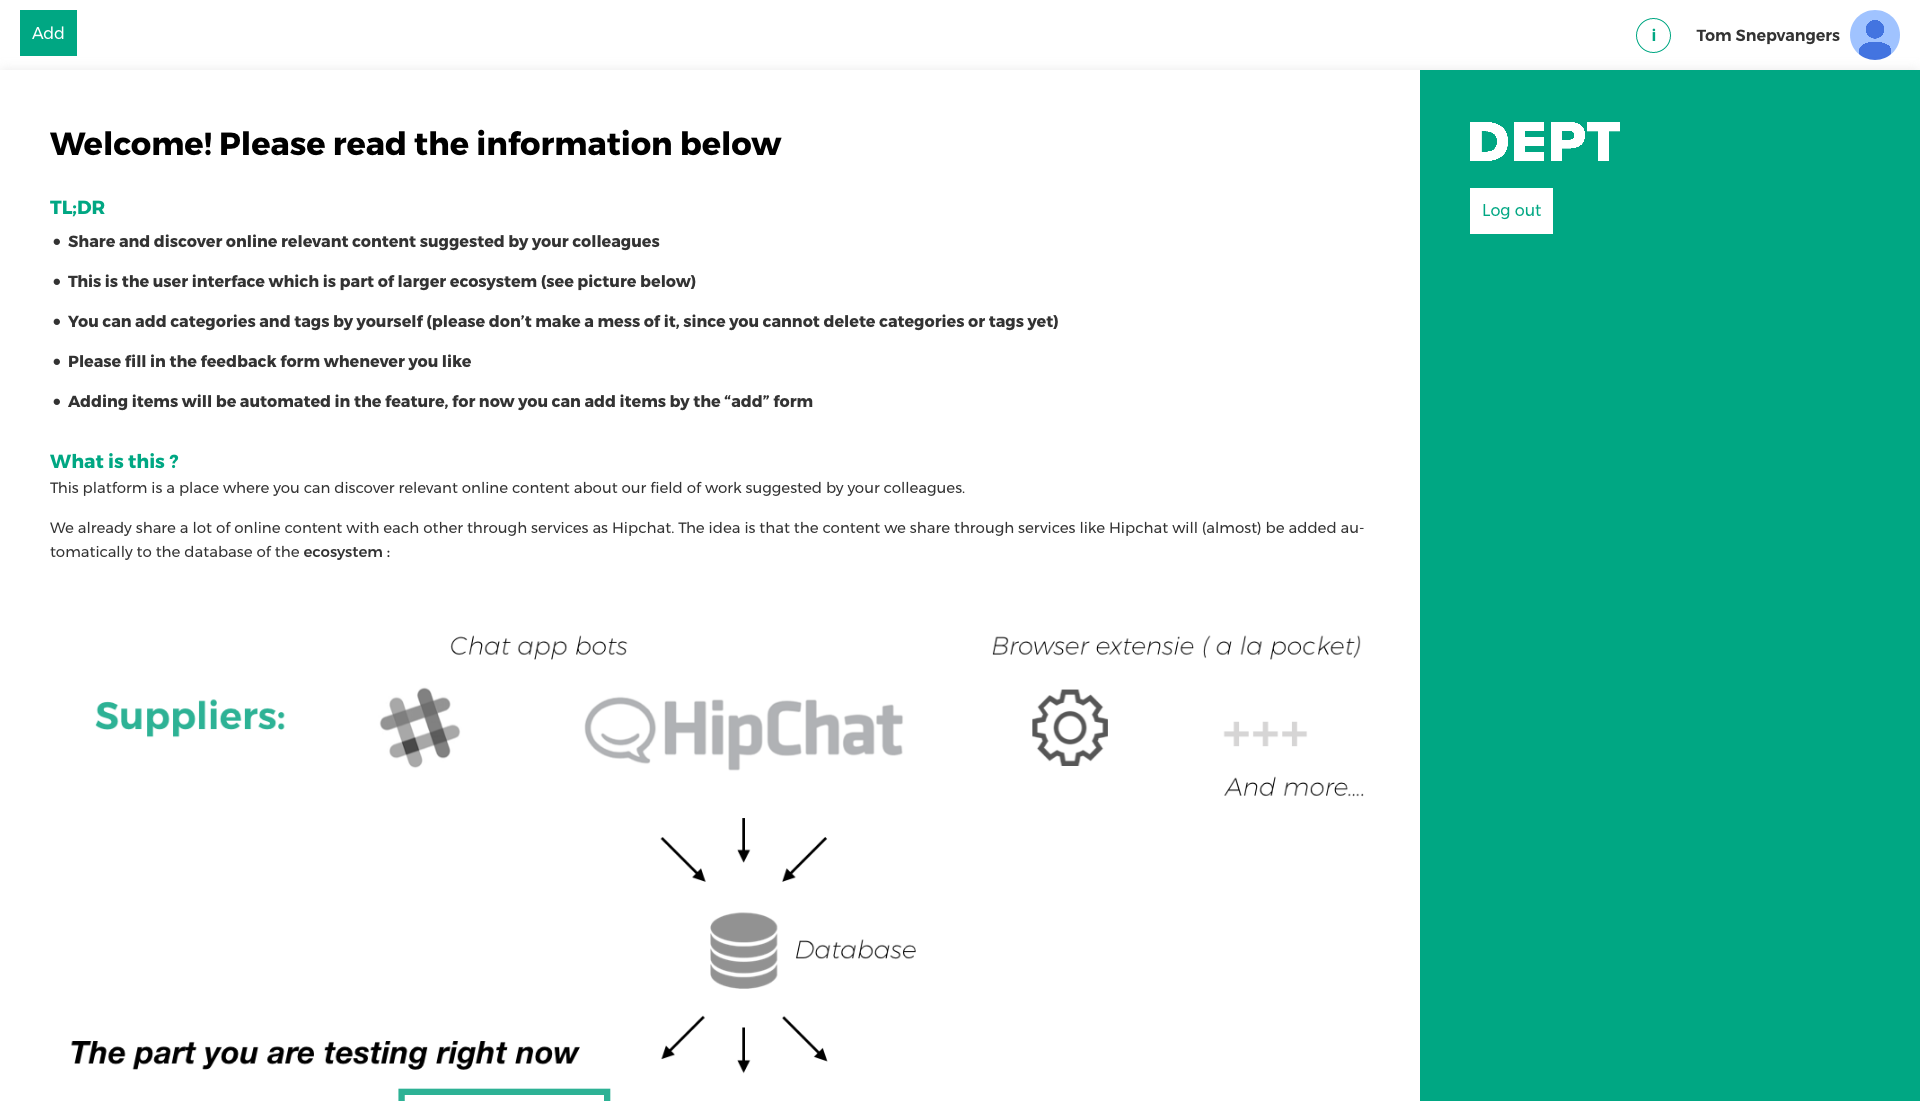 Add
i
Tom Snepvangers
DEPT
Log out
Welcome! Please read the information below
TL;DR
• Share and discover online relevant content suggested by your colleagues
• This is the user interface which is part of larger ecosystem (see picture below)
• You can add categories and tags by yourself (please don’t make a mess of it, since you cannot delete categories or tags yet)
• Please fill in the feedback form whenever you like
• Adding items will be automated in the feature, for now you can add items by the “add” form
What is this ?
This platform is a place where you can discover relevant online content about our field of work suggested by your colleagues.
We already share a lot of online content with each other through services as Hipchat. The idea is that the content we share through services like Hipchat will (almost) be added au-
tomatically to the database of the ecosystem :
Chat app bots
Browser extensie ( a la pocket)
Suppliers:
HipChat
+++
And more....
Database
The part you are testing right now